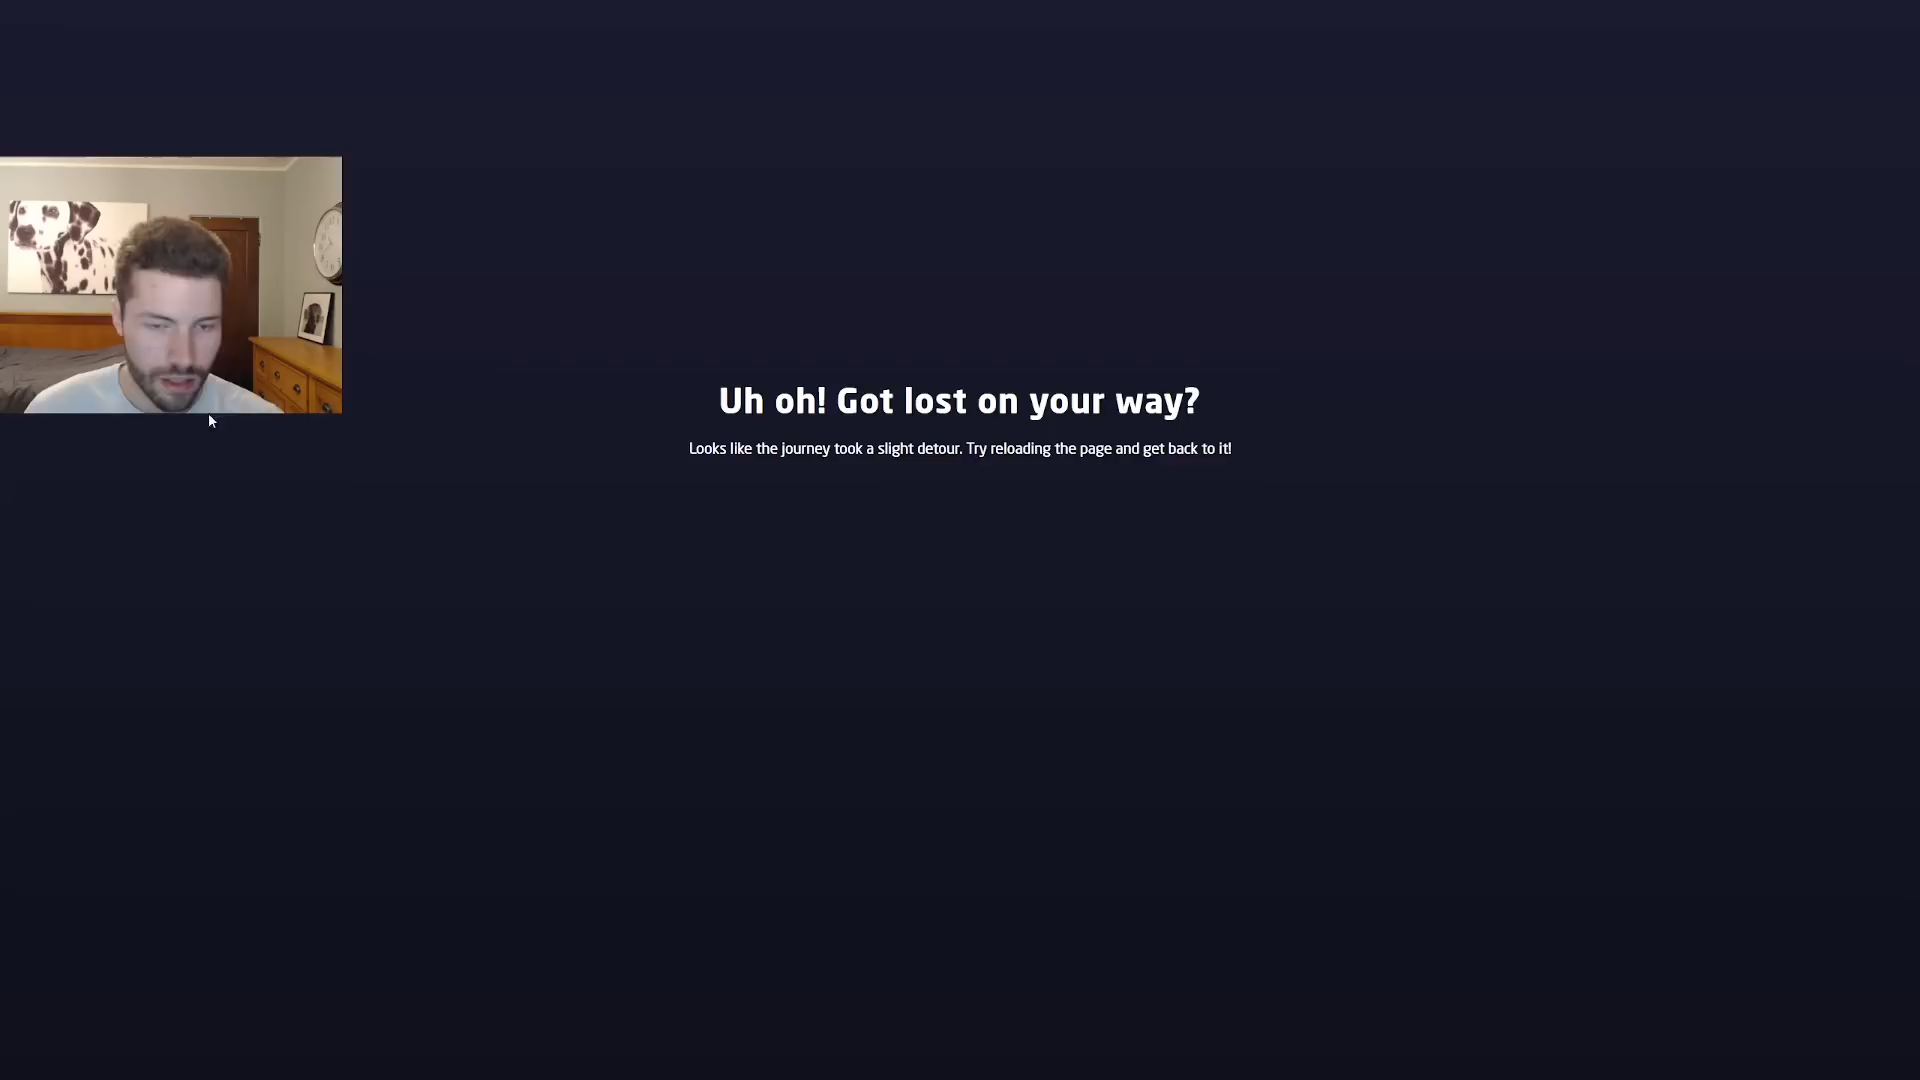 Uh oh! Got lost on your way?
Looks like the journey took a slight detour. Try reloading the page and get back to it!